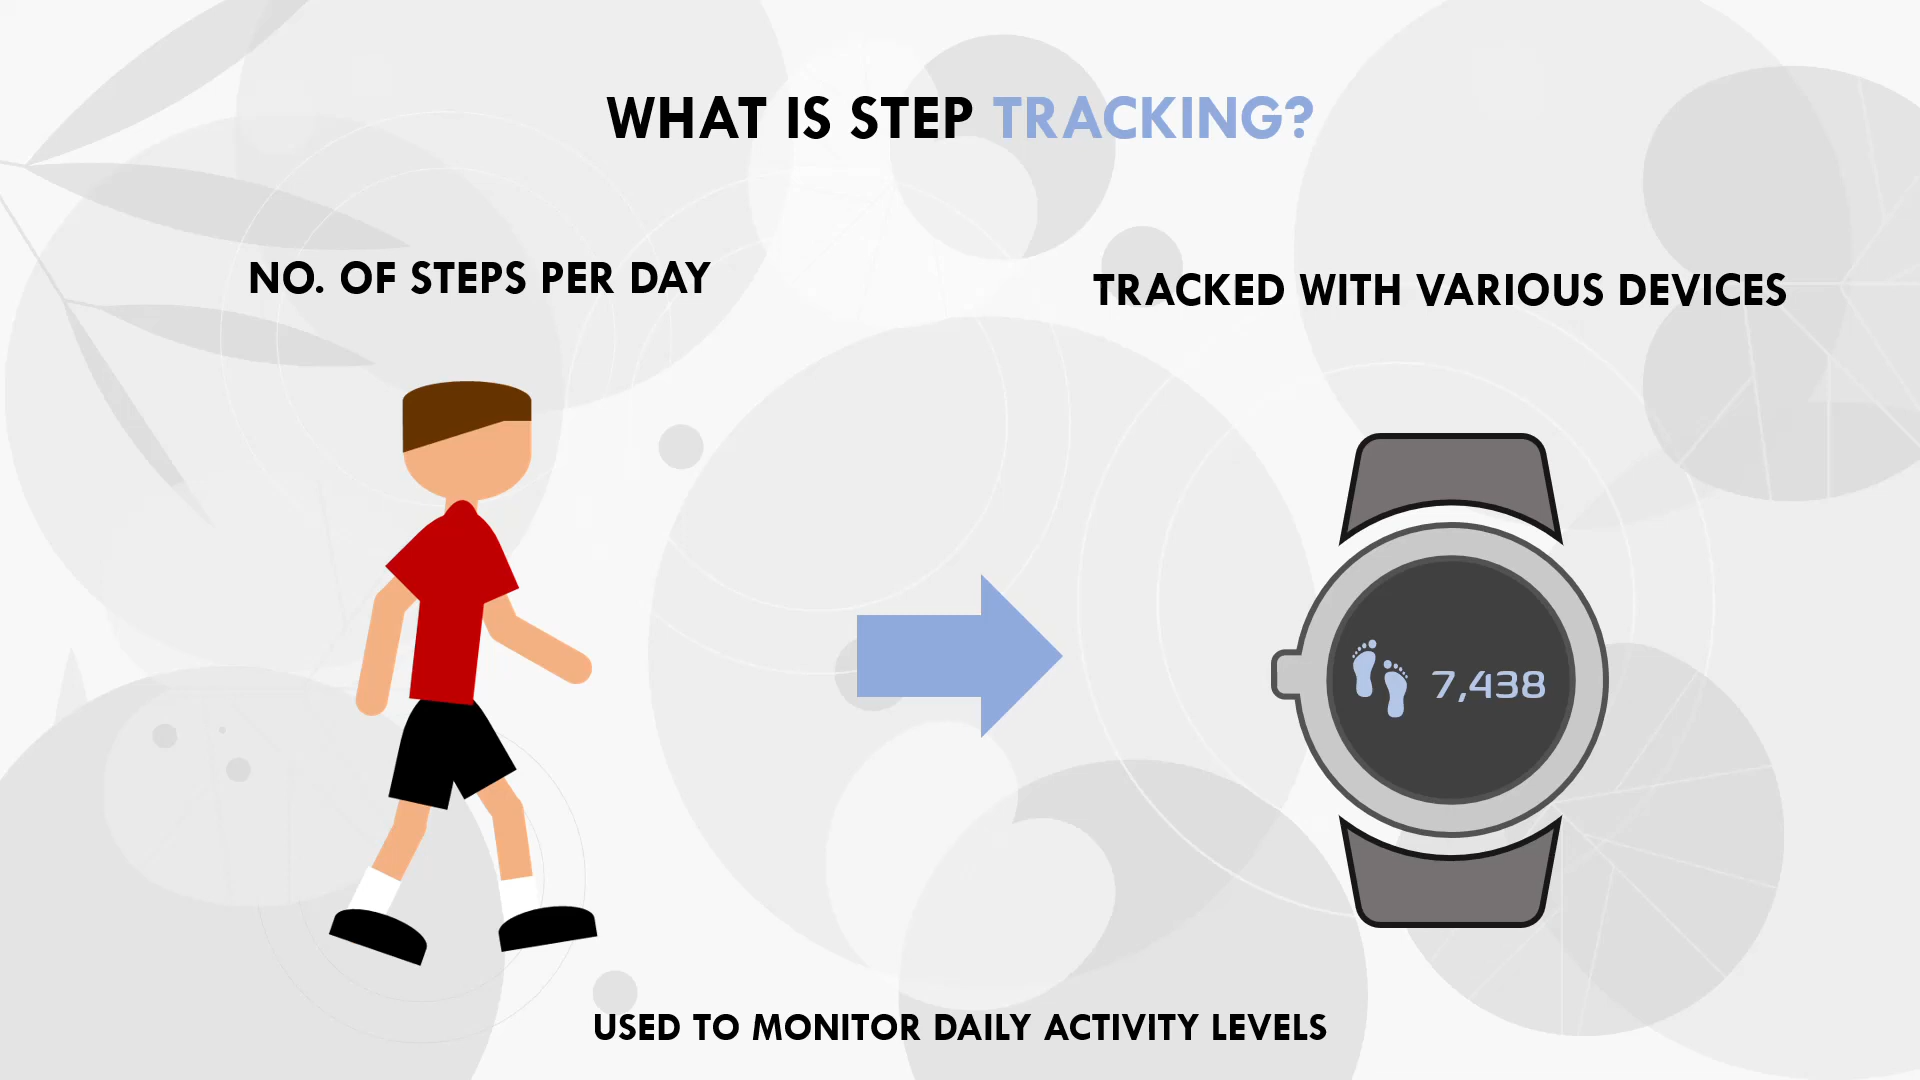 WHAT IS STEP TRACKING?
NO. OF STEPS PER DAY
TRACKED WITH VARIOUS DEVICES
7,438
USED TO MONITOR DAILY ACTIVITY LEVELS